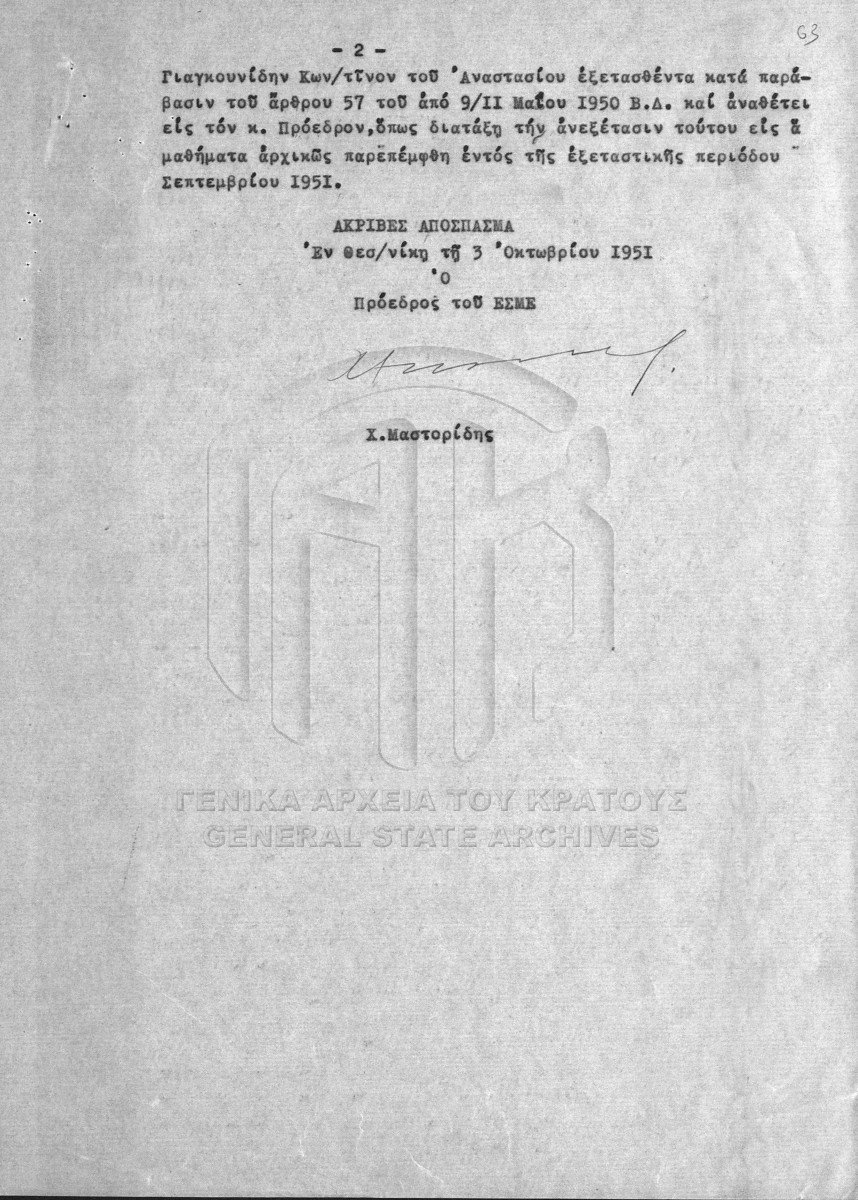 63
- 2 -
Γιαγκουνίδην Κων/τῖνον τοῦ Ἀναστασίου ἐξετασθέντα κατά παρά-
βασιν τοῦ ἄρθρου 57 τοῦ ἀπό 9/ΙΙ Μαΐου Ι950 Β.Δ. καί ἀναθέτει
εἰς τόν κ. Πρόεδρον,ὅπως διατάξῃ τήν ἀνεξέτασιν τούτου εἰς ἅ
μαθήματα ἀρχικῶς παρεπέμφθη ἐντός τῆς ἐξεταστικῆς περιόδου
Σεπτεμβρίου Ι95Ι.
ΑΚΡΙΒΕΣ ΑΠΟΣΠΑΣΜΑ
Ἐν Θεσ/νίκῃ τῇ 3 Ὀκτωβρίου Ι95Ι
Ὁ
Πρόεδρος τοῦ ΕΣΜΕ
Χ.Μαστορίδης
ΓΕΝΙΚΑ ΑΡΧΕΙΑ ΤΟΥ ΚΡΑΤΟΥΣ
GENERAL STATE ARCHIVES